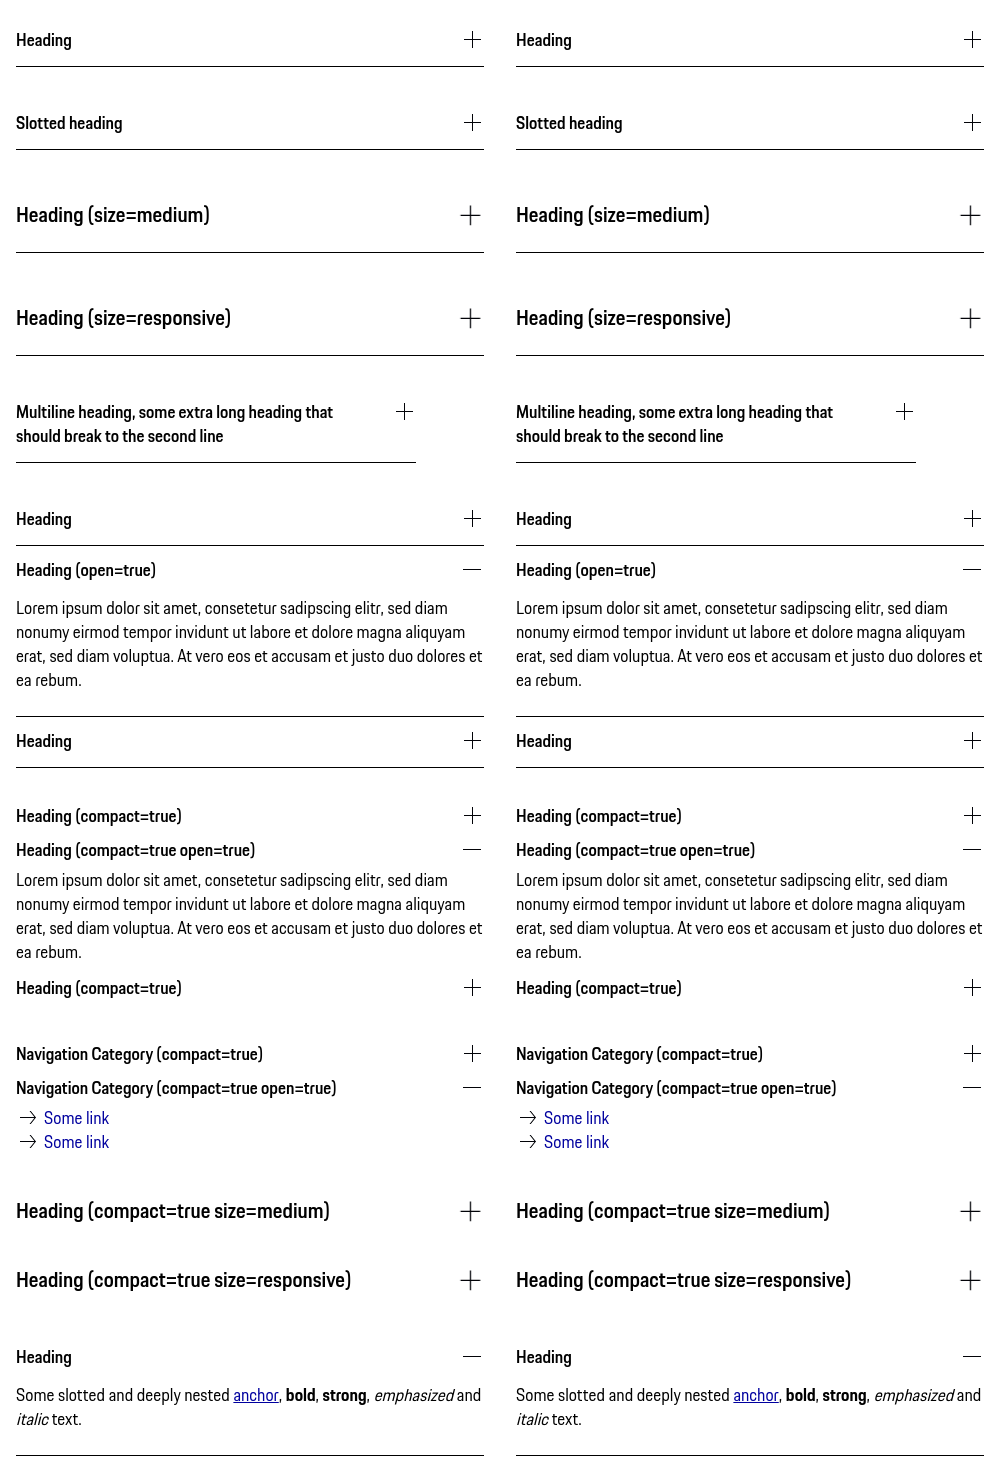 Heading
Slotted heading
Heading (size=medium)
Heading (size=responsive)
Multiline heading, some extra long heading that
should break to the second line
Heading
Heading (open=true)
Lorem ipsum dolor sit amet, consetetur sadipscing elitr, sed diam
nonumy eirmod tempor invidunt ut labore et dolore magna aliquyam
erat, sed diam voluptua. At vero eos et accusam et justo duo dolores et
ea rebum.
Heading
Heading (compact=true)
Heading (compact=true open=true)
Lorem ipsum dolor sit amet, consetetur sadipscing elitr, sed diam
nonumy eirmod tempor invidunt ut labore et dolore magna aliquyam
erat, sed diam voluptua. At vero eos et accusam et justo duo dolores et
ea rebum.
Heading (compact=true)
Navigation Category (compact=true)
Navigation Category (compact=true open=true)
Some link
Some link
Heading (compact=true size=medium)
Heading (compact=true size=responsive)
Heading
Some slotted and deeply nested anchor, bold, strong, emphasized and
italic text.
Heading
Slotted heading
Heading (size=medium)
Heading (size=responsive)
Multiline heading, some extra long heading that
should break to the second line
Heading
Heading (open=true)
Lorem ipsum dolor sit amet, consetetur sadipscing elitr, sed diam
nonumy eirmod tempor invidunt ut labore et dolore magna aliquyam
erat, sed diam voluptua. At vero eos et accusam et justo duo dolores et
ea rebum.
Heading
Heading (compact=true)
Heading (compact=true open=true)
Lorem ipsum dolor sit amet, consetetur sadipscing elitr, sed diam
nonumy eirmod tempor invidunt ut labore et dolore magna aliquyam
erat, sed diam voluptua. At vero eos et accusam et justo duo dolores et
ea rebum.
Heading (compact=true)
Navigation Category (compact=true)
Navigation Category (compact=true open=true)
Some link
Some link
Heading (compact=true size=medium)
Heading (compact=true size=responsive)
Heading
Some slotted and deeply nested anchor, bold, strong, emphasized and
italic text.